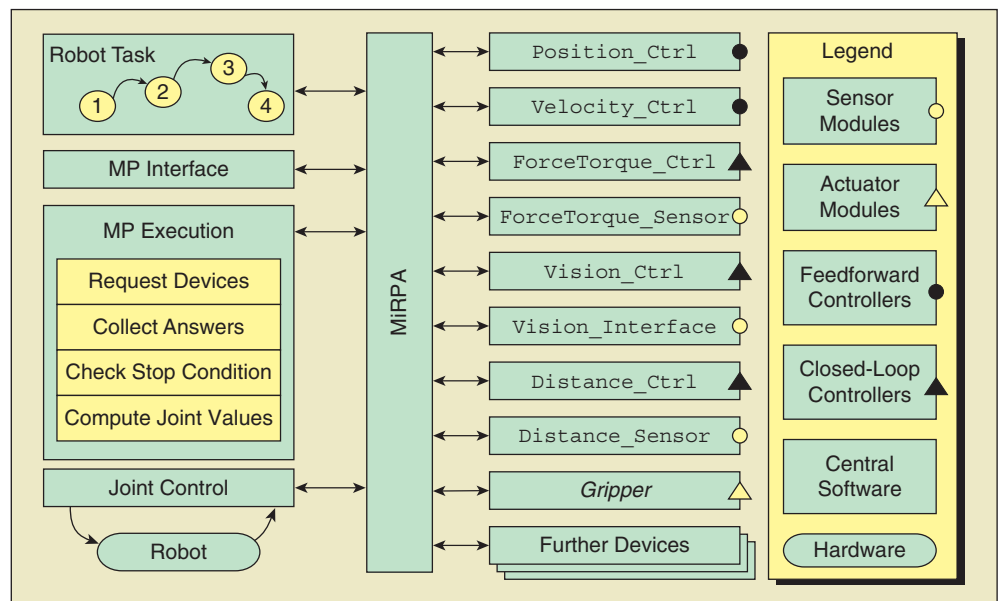 Robot Task
1
2
3
4
MP Interface
MP Execution
Request Devices
Collect Answers
Check Stop Condition
Compute Joint Values
Joint Control
Robot
MiRPA
Position_Ctrl
Velocity_Ctrl
ForceTorque_Ctrl
ForceTorque_Sensor
Vision_Ctrl
Vision_Interface
Distance_Ctrl
Distance_Sensor
Gripper
Further Devices
Legend
Sensor
Modules
Actuator
Modules
Feedforward
Controllers
Closed-Loop
Controllers
Central
Software
Hardware